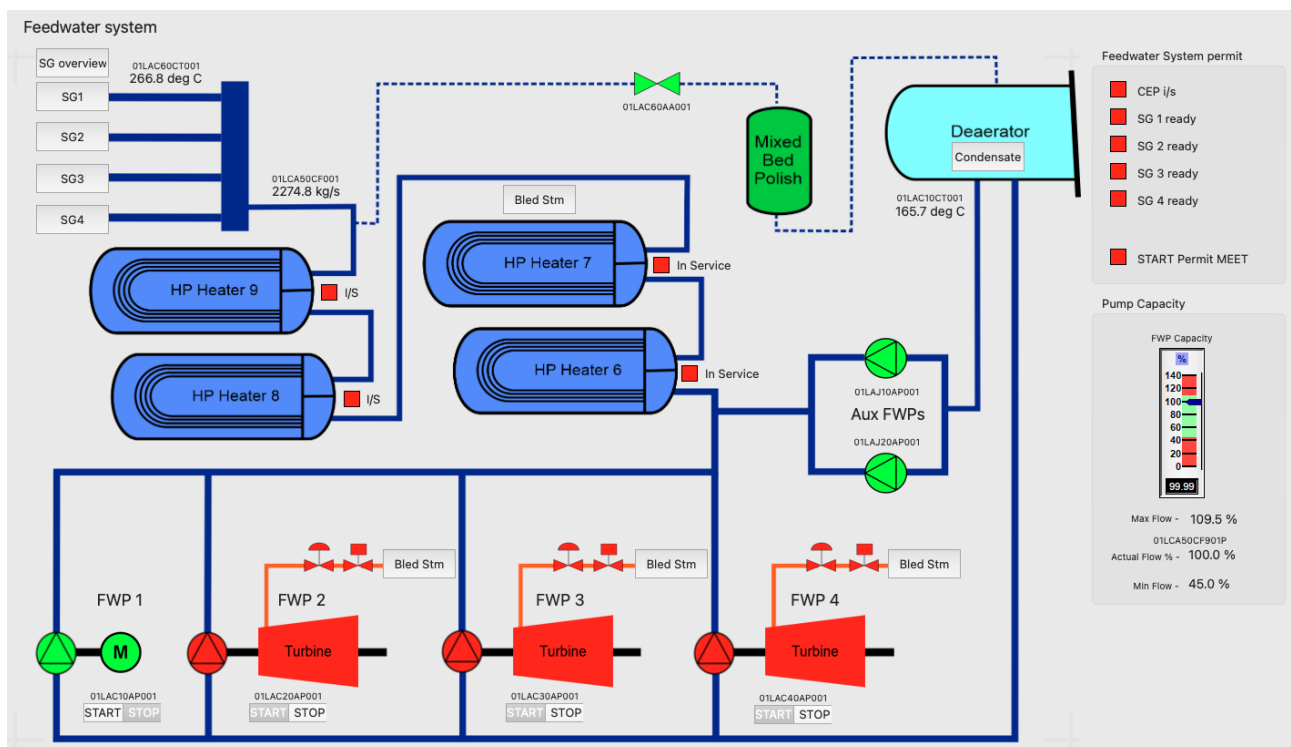 Feedwater system
SG overview
01LAC60CT001
266.8 deg C
SG1
SG2
SG3
SG4
01LCA50CF001
2274.8 kg/s
01LAC60AA001
Mixed
Bed
Polish
Deaerator
Condensate
01LAC10CT001
165.7 deg C
Bled Stm
HP Heater 7
In Service
HP Heater 9
I/S
HP Heater 6
In Service
HP Heater 8
I/S
01LAJ10AP001
Aux FWPs
01LAJ20AP001
Bled Stm
Bled Stm
Bled Stm
FWP 1
FWP 2
FWP 3
FWP 4
M
Turbine
Turbine
Turbine
01LAC10AP001
START STOP
01LAC20AP001
START STOP
01LAC30AP001
START STOP
01LAC40AP001
START STOP
Feedwater System permit
CEP i/s
SG 1 ready
SG 2 ready
SG 3 ready
SG 4 ready
START Permit MEET
Pump Capacity
FWP Capacity
%
140
120
100
80
60
40
20
0
99.99
Max Flow - 109.5 %
01LCA50CF901P
Actual Flow % - 100.0 %
Min Flow - 45.0 %